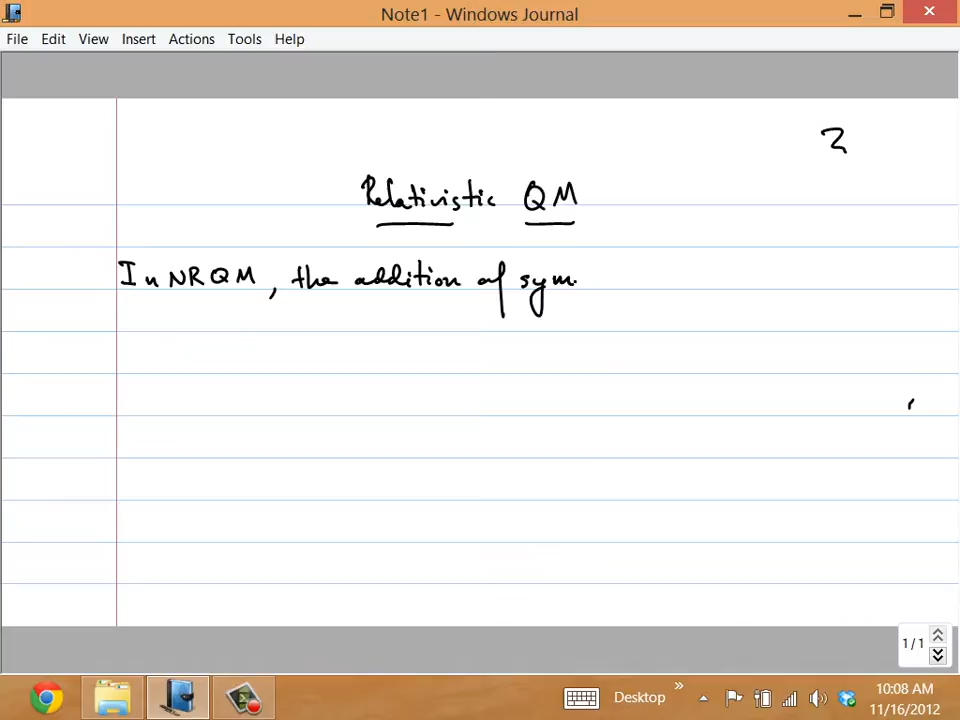 Note1 - Windows Journal
File Edit View Insert Actions Tools Help
2
Relativistic QM
In NRQM, the addition of sym
1 / 1
Desktop
10:08 AM
11/16/2012